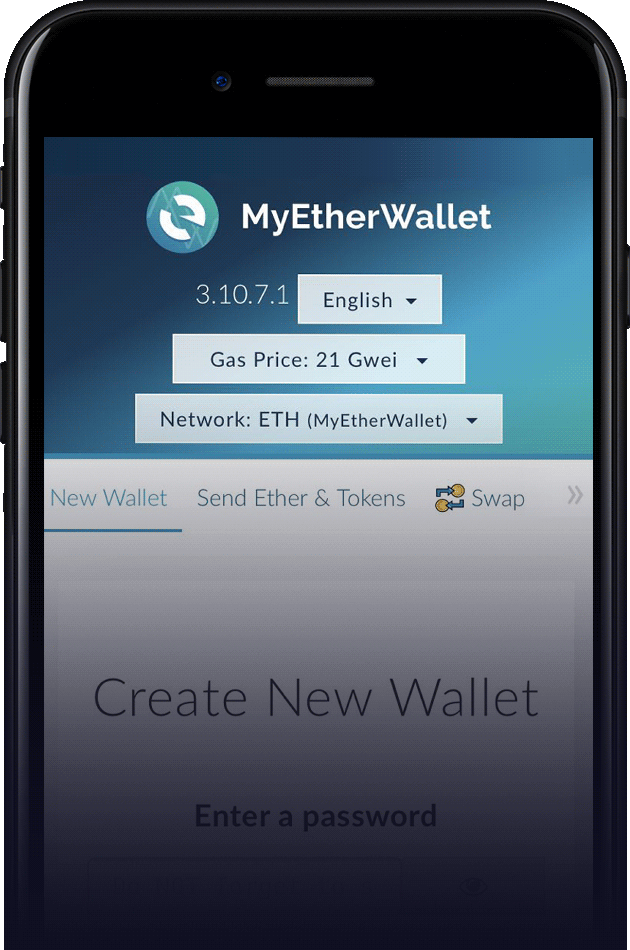 MyEtherWallet
3.10.7.1 English
Gas Price: 21 Gwei
Network: ETH (MyEtherWallet)
New Wallet Send Ether & Tokens Swap »
Create New Wallet
Enter a password